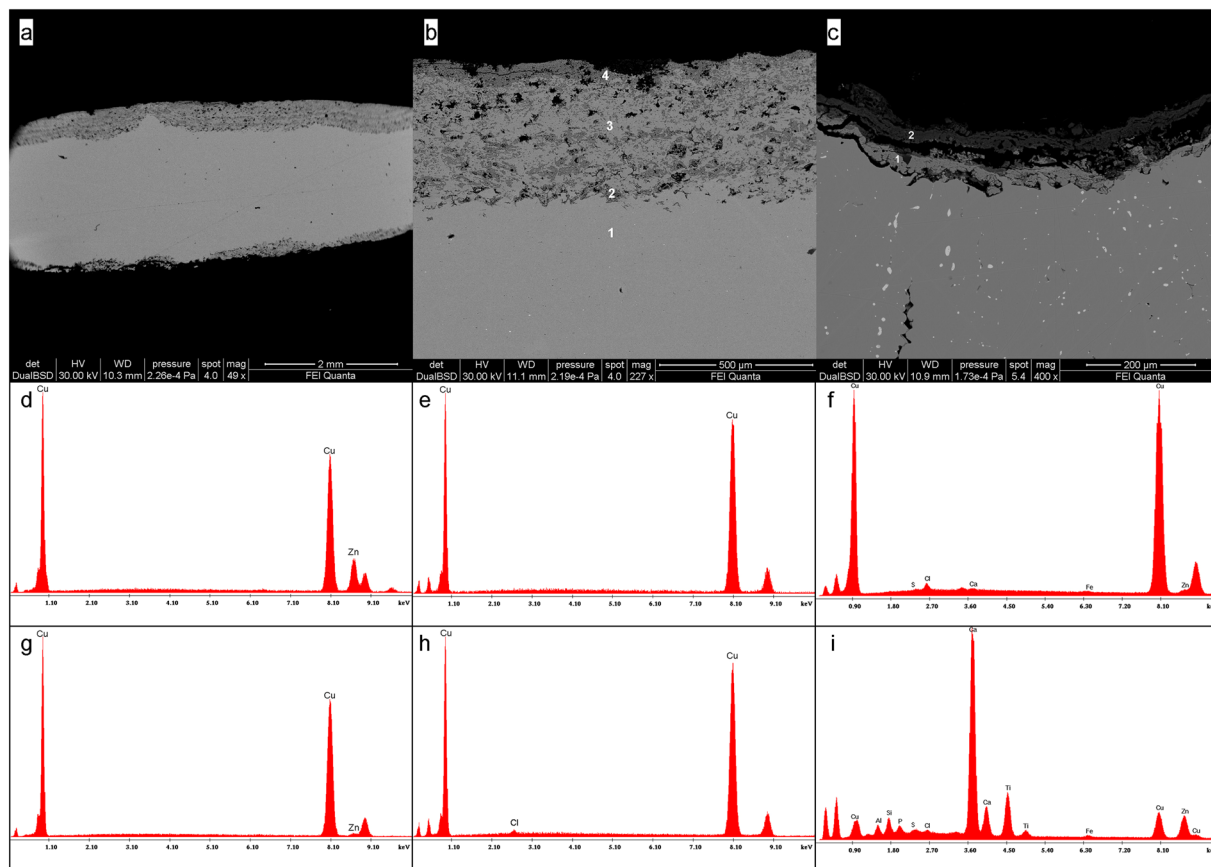 a
b
c
4
3
2
1
2
1
det HV WD pressure spot mag 2 mm
DualBSD 30.00 kV 10.3 mm 2.26e-4 Pa 4.0 49 x FEI Quanta
det HV WD pressure spot mag 500 µm
DualBSD 30.00 kV 11.1 mm 2.19e-4 Pa 4.0 227 x FEI Quanta
det HV WD pressure spot mag 200 µm
DualBSD 30.00 kV 10.9 mm 1.73e-4 Pa 5.4 400 x FEI Quanta
d
Cu
Cu
Zn
1.10 2.10 3.10 4.10 5.10 6.10 7.10 8.10 9.10 keV
e
Cu
Cu
1.10 2.10 3.10 4.10 5.10 6.10 7.10 8.10 9.10 keV
f
Cu
Cu
S Cl Ca Fe Zn
0.90 1.80 2.70 3.60 4.50 5.40 6.30 7.20 8.10 ke
g
Cu
Cu
Zn
1.10 2.10 3.10 4.10 5.10 6.10 7.10 8.10 9.10 keV
h
Cu
Cu
Cl
1.10 2.10 3.10 4.10 5.10 6.10 7.10 8.10 9.10 keV
i
Ca
Cu Al Si P S Cl Ca Ti Ti Fe Cu Zn Cu
0.90 1.80 2.70 3.60 4.50 5.40 6.30 7.20 8.10 ke